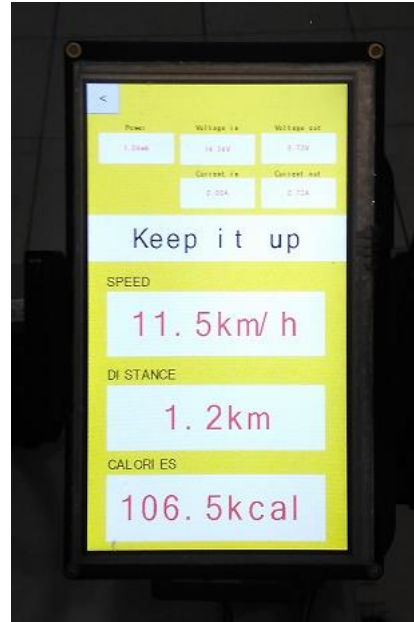 <
Power Voltage in Voltage out
Current in Current out
Keep it up
SPEED
11.5km/h
DISTANCE
1.2km
CALORIES
106.5kcal